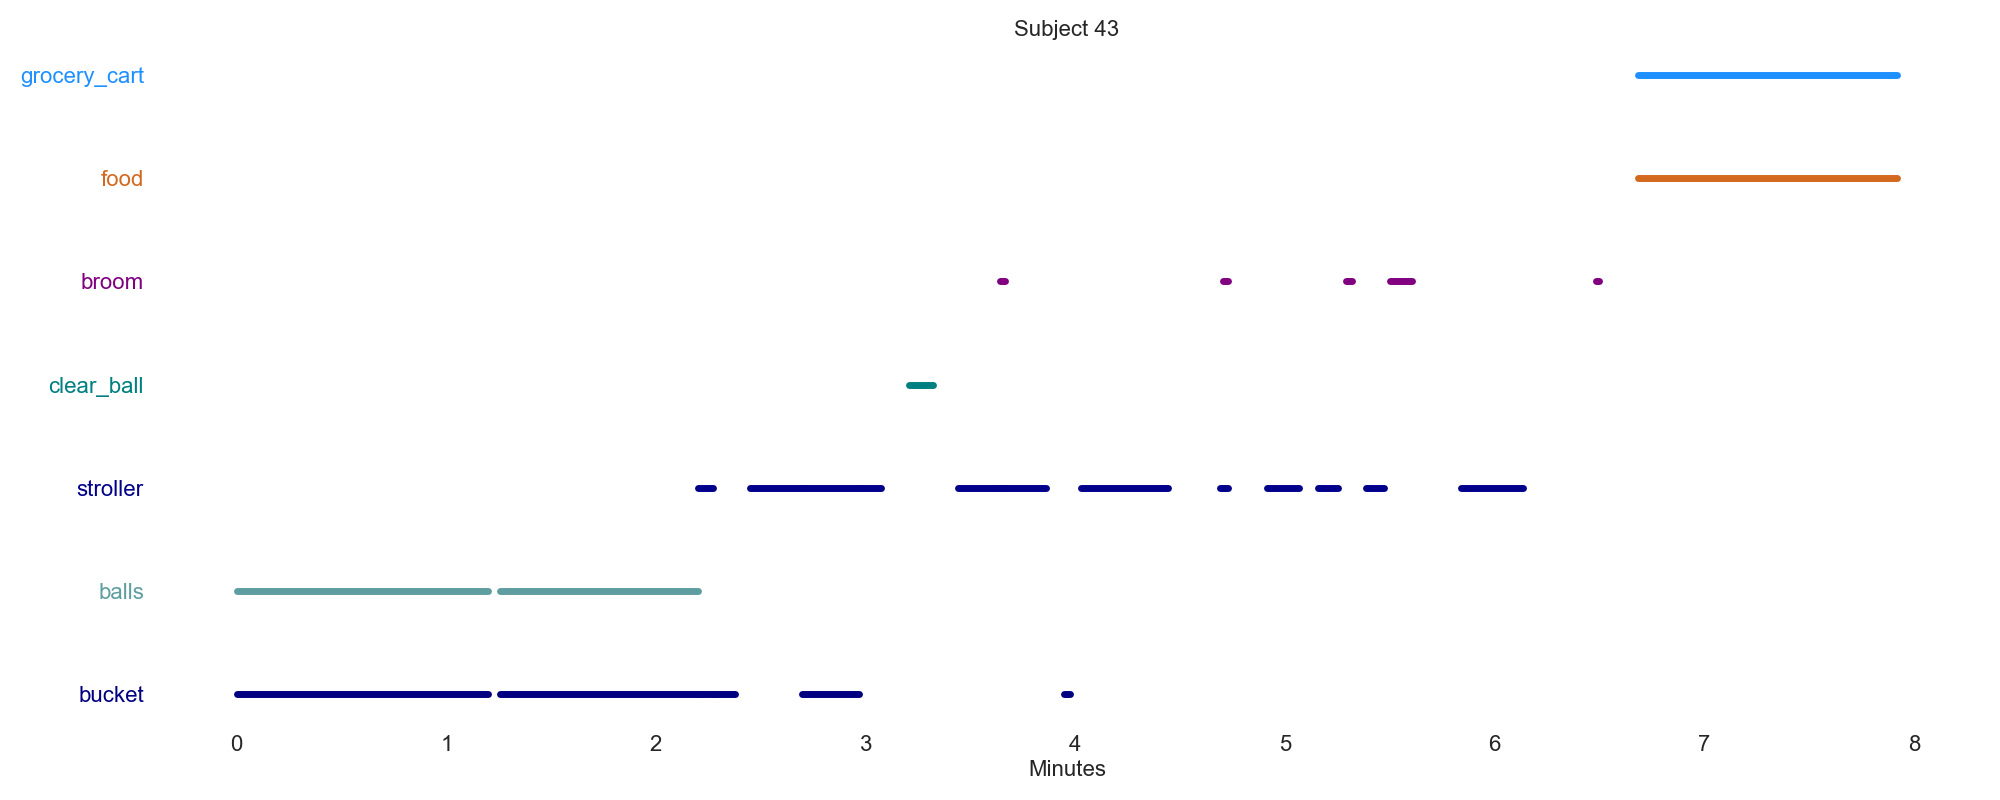 Subject 43
grocery_cart
food
broom
clear_ball
stroller
balls
bucket
0 1 2 3 4 5 6 7 8
Minutes